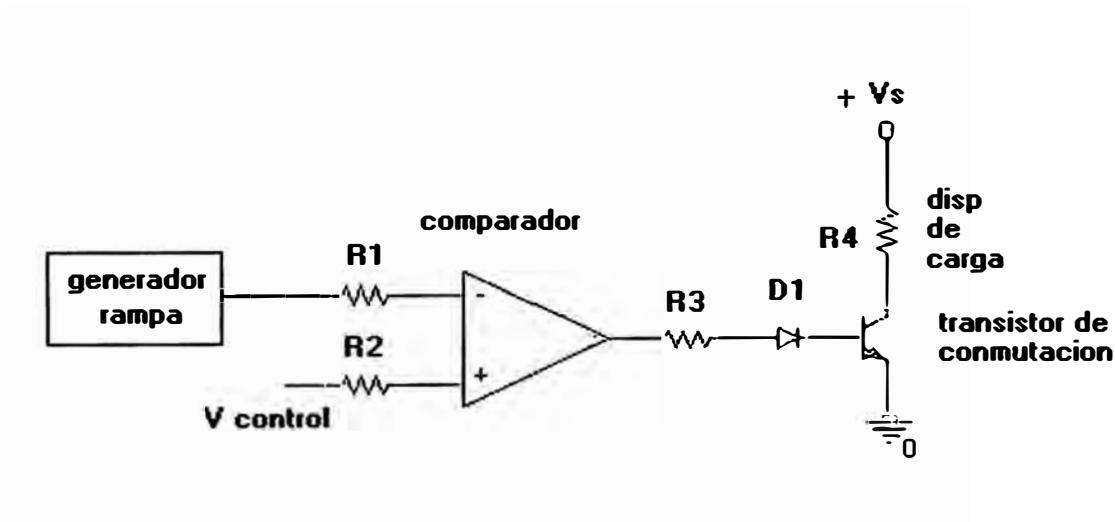 + Vs
disp
de
carga
R4
comparador
generador
rampa
R1
R2
V control
-
+
R3
D1
transistor de
conmutacion
0